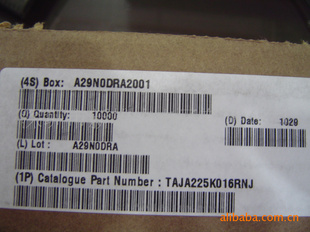 (4S) Box: A29N0DRA2001
(Q) Quantity: 10000 (D) Date: 1029
(L) Lot : A29N0DRA
(1P) Catalogue Part Number : TAJA225K016RNJ
alibaba.com.cn